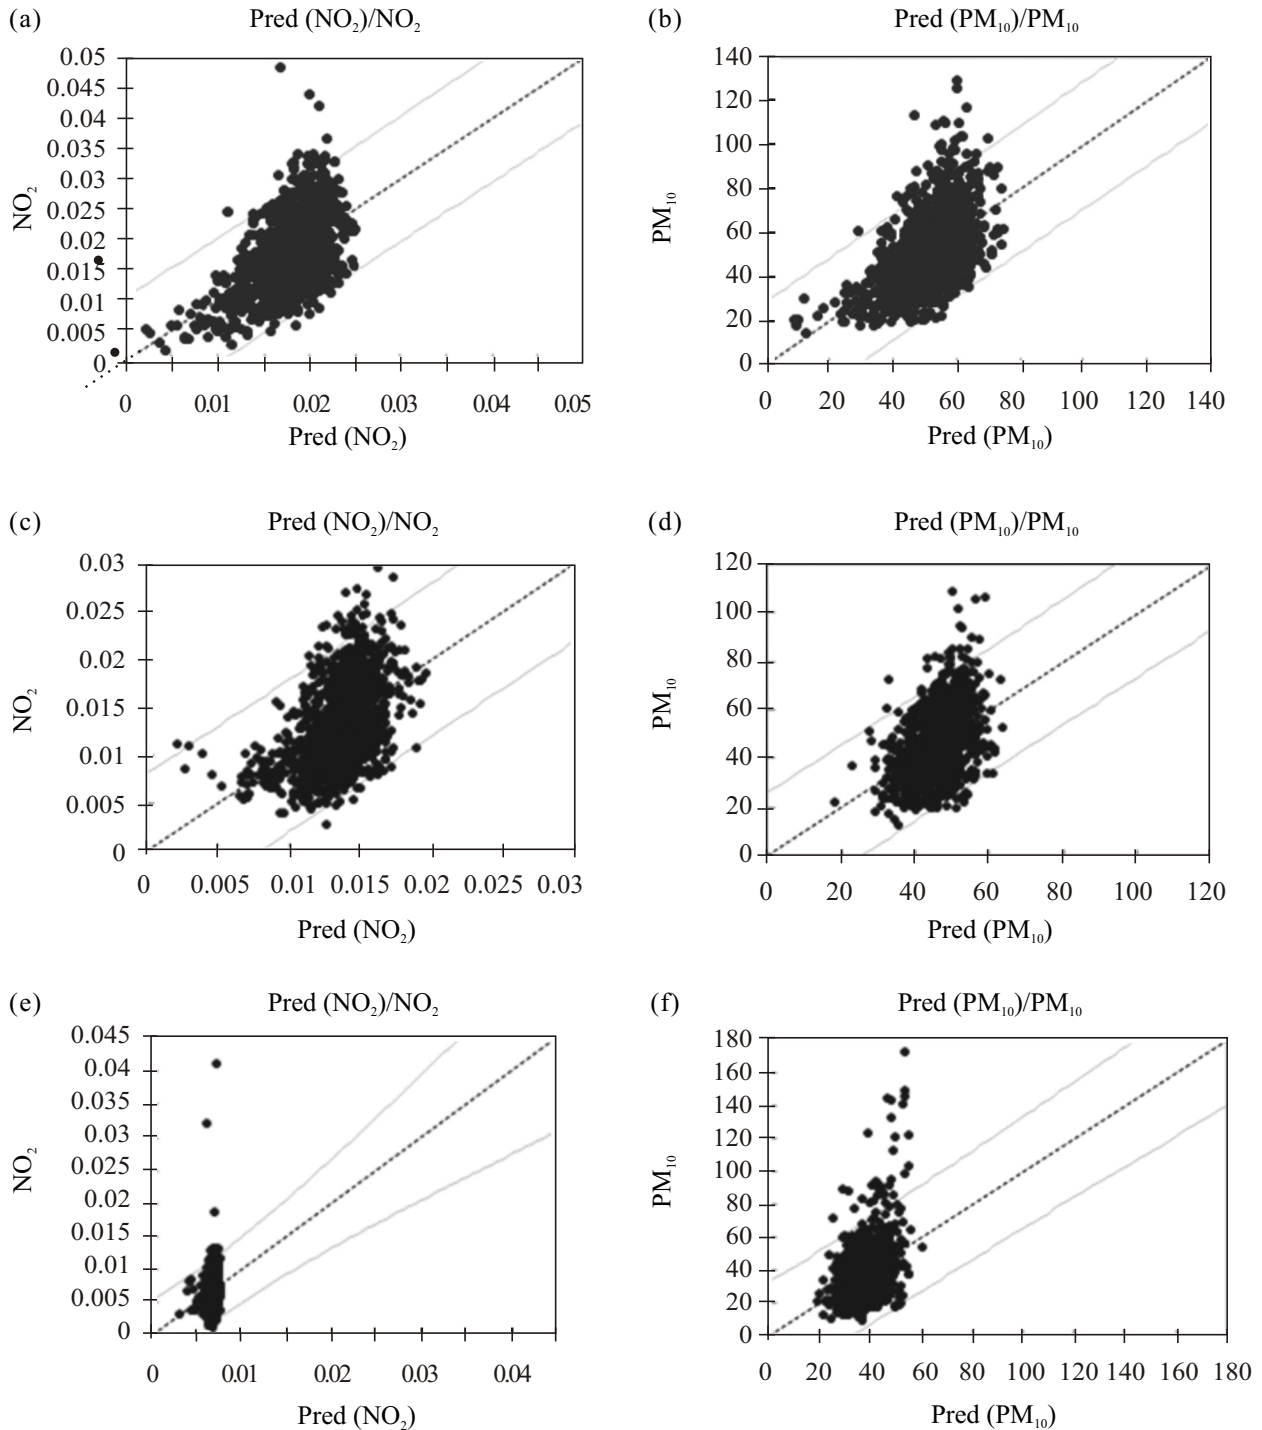 (a) Pred (NO₂)/NO₂
NO₂
0.05
0.045
0.04
0.035
0.03
0.025
0.02
0.015
0.01
0.005
0
0 0.01 0.02 0.03 0.04 0.05
Pred (NO₂)
(b) Pred (PM₁₀)/PM₁₀
PM₁₀
140
120
100
80
60
40
20
0
0 20 40 60 80 100 120 140
Pred (PM₁₀)
(c) Pred (NO₂)/NO₂
NO₂
0.03
0.025
0.02
0.015
0.01
0.005
0
0 0.005 0.01 0.015 0.02 0.025 0.03
Pred (NO₂)
(d) Pred (PM₁₀)/PM₁₀
PM₁₀
120
100
80
60
40
20
0
0 20 40 60 80 100 120
Pred (PM₁₀)
(e) Pred (NO₂)/NO₂
NO₂
0.045
0.04
0.035
0.03
0.025
0.02
0.015
0.01
0.005
0
0 0.01 0.02 0.03 0.04
Pred (NO₂)
(f) Pred (PM₁₀)/PM₁₀
PM₁₀
180
160
140
120
100
80
60
40
20
0
0 20 40 60 80 100 120 140 160 180
Pred (PM₁₀)